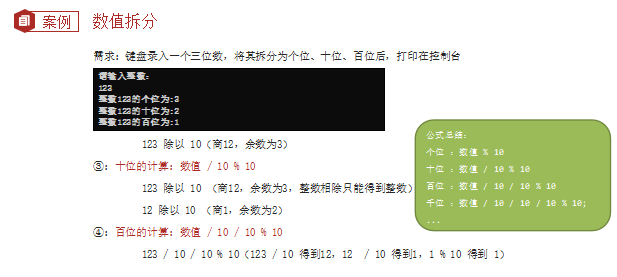 案例 数值拆分
需求：键盘录入一个三位数，将其拆分为个位、十位、百位后，打印在控制台
请输入整数：
123
整数123的个位为:3
整数123的十位为:2
整数123的百位为:1
123 除以 10（商12，余数为3）
③：十位的计算：数值 / 10 % 10
123 除以 10 （商12，余数为3，整数相除只能得到整数）
12 除以 10 （商1，余数为2）
④：百位的计算：数值 / 10 / 10 % 10
123 / 10 / 10 % 10（123 / 10 得到12，12 / 10 得到1，1 % 10 得到 1）
公式总结：
个位 ：数值 % 10
十位 ：数值 / 10 % 10
百位 ：数值 / 10 / 10 % 10
千位 ：数值 / 10 / 10 / 10 % 10;
...